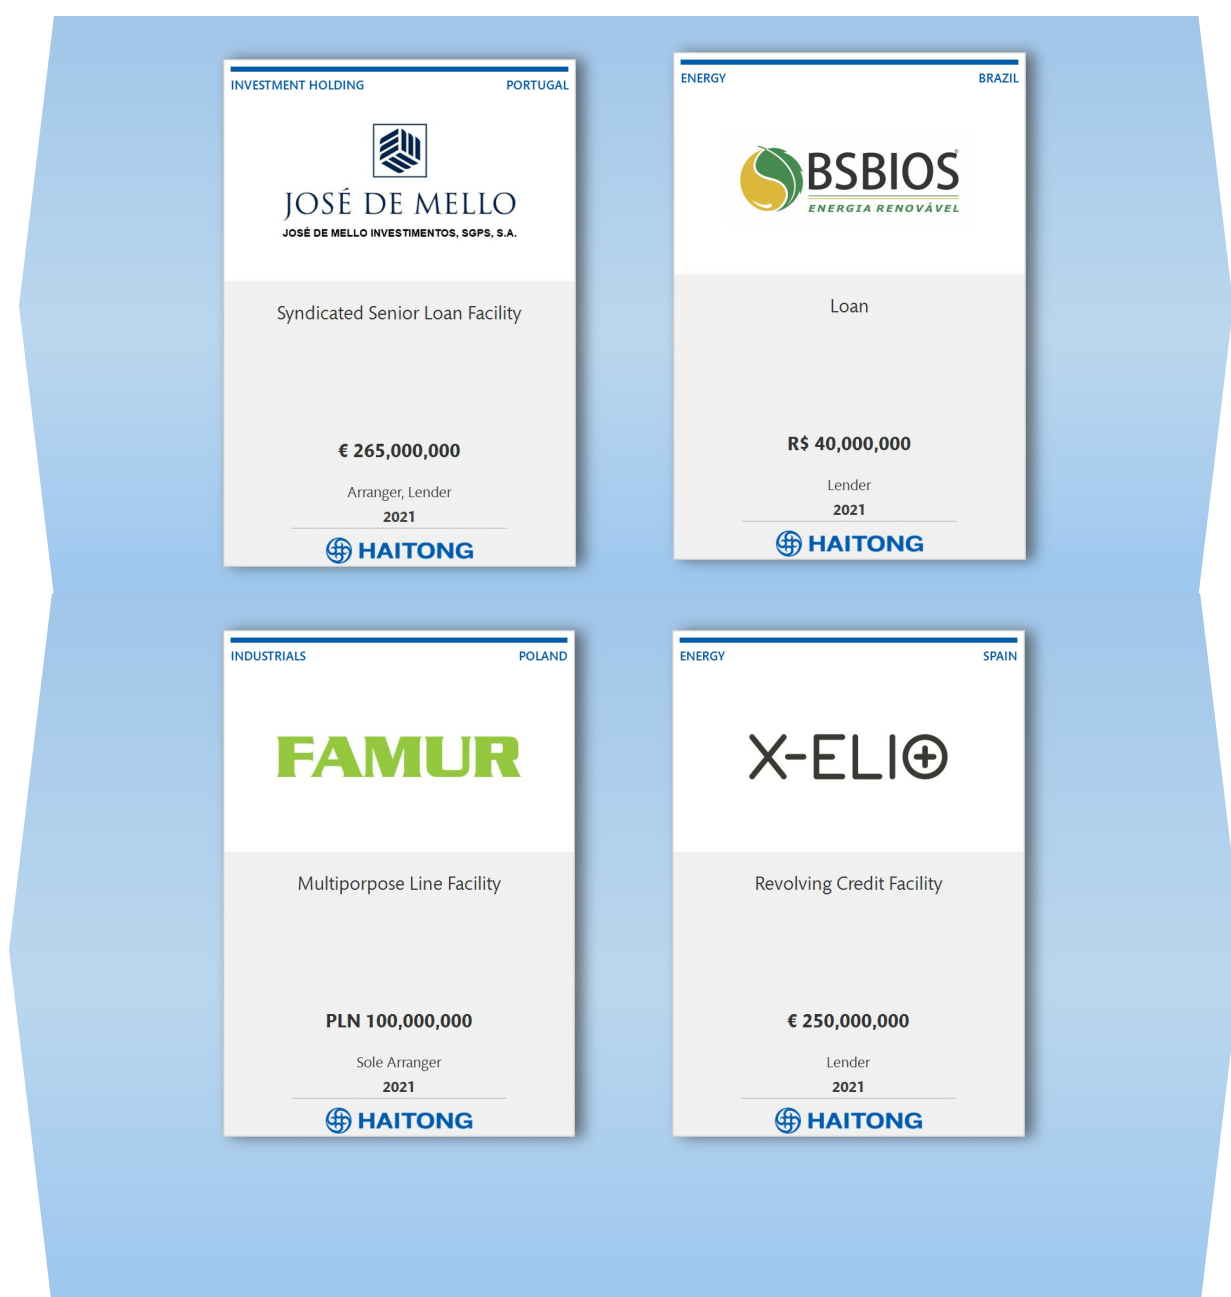 INVESTMENT HOLDING PORTUGAL
JOSÉ DE MELLO
JOSÉ DE MELLO INVESTIMENTOS, SGPS, S.A.
Syndicated Senior Loan Facility
€ 265,000,000
Arranger, Lender
2021
HAITONG
ENERGY BRAZIL
BSBIOS
ENERGIA RENOVÁVEL
Loan
R$ 40,000,000
Lender
2021
HAITONG
INDUSTRIALS POLAND
FAMUR
Multiporpose Line Facility
PLN 100,000,000
Sole Arranger
2021
HAITONG
ENERGY SPAIN
X-ELIO
Revolving Credit Facility
€ 250,000,000
Lender
2021
HAITONG